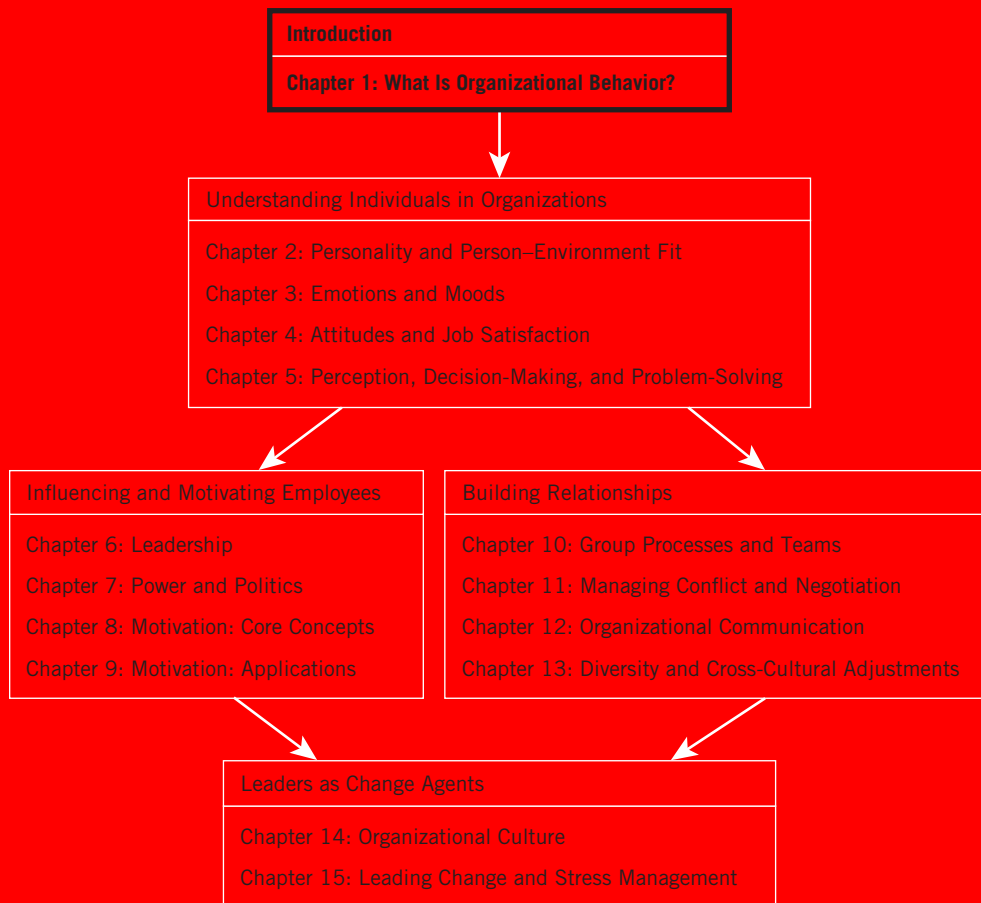 Introduction
Chapter 1: What Is Organizational Behavior?
Understanding Individuals in Organizations
Chapter 2: Personality and Person–Environment Fit
Chapter 3: Emotions and Moods
Chapter 4: Attitudes and Job Satisfaction
Chapter 5: Perception, Decision-Making, and Problem-Solving
Influencing and Motivating Employees
Chapter 6: Leadership
Chapter 7: Power and Politics
Chapter 8: Motivation: Core Concepts
Chapter 9: Motivation: Applications
Building Relationships
Chapter 10: Group Processes and Teams
Chapter 11: Managing Conflict and Negotiation
Chapter 12: Organizational Communication
Chapter 13: Diversity and Cross-Cultural Adjustments
Leaders as Change Agents
Chapter 14: Organizational Culture
Chapter 15: Leading Change and Stress Management